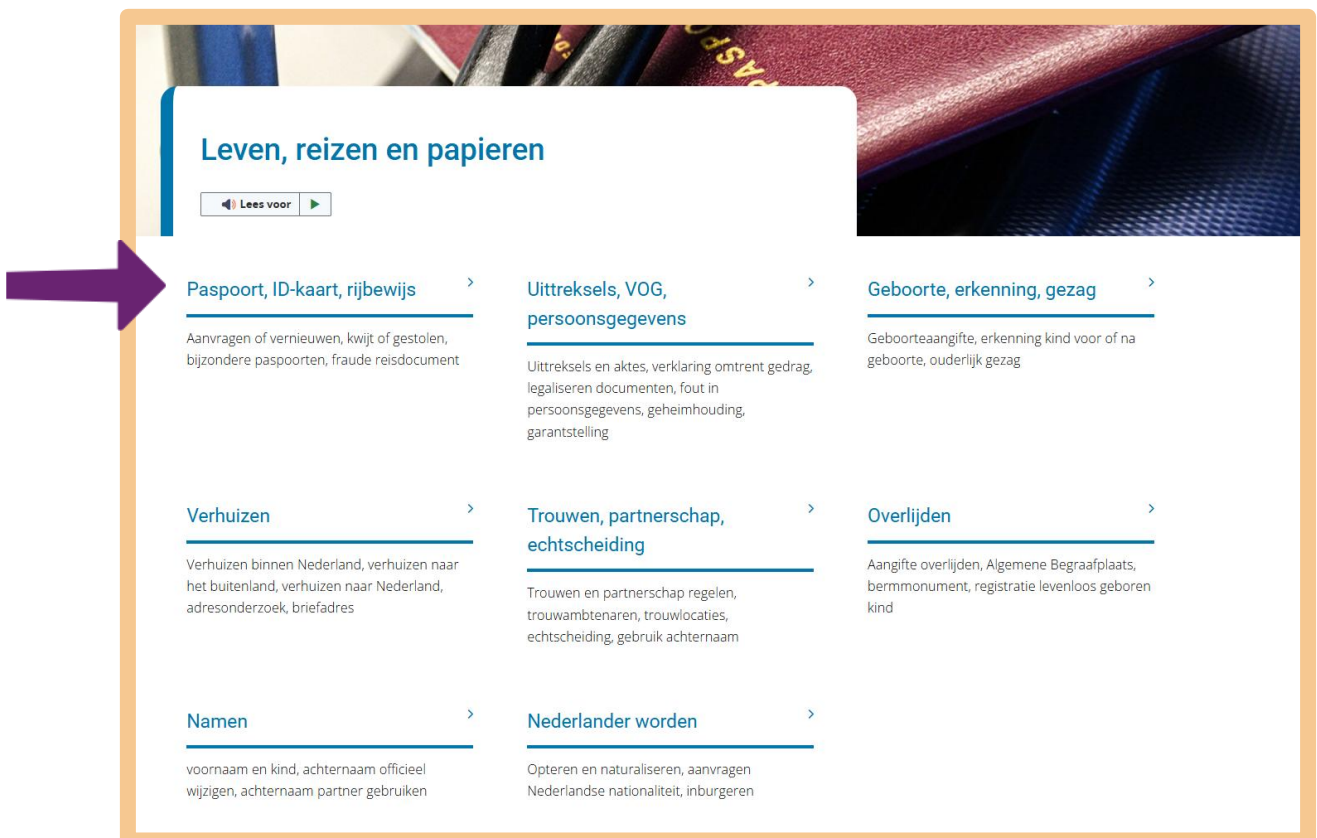 PASPO
Leven, reizen en papieren
Lees voor
Paspoort, ID-kaart, rijbewijs
Aanvragen of vernieuwen, kwijt of gestolen,
bijzondere paspoorten, fraude reisdocument
Uittreksels, VOG,
persoonsgegevens
Uittreksels en aktes, verklaring omtrent gedrag,
legaliseren documenten, fout in
persoonsgegevens, geheimhouding,
garantstelling
Geboorte, erkenning, gezag
Geboorteaangifte, erkenning kind voor of na
geboorte, ouderlijk gezag
Verhuizen
Verhuizen binnen Nederland, verhuizen naar
het buitenland, verhuizen naar Nederland,
adresonderzoek, briefadres
Trouwen, partnerschap,
echtscheiding
Trouwen en partnerschap regelen,
trouwambtenaren, trouwlocaties,
echtscheiding, gebruik achternaam
Overlijden
Aangifte overlijden, Algemene Begraafplaats,
bermmonument, registratie levenloos geboren
kind
Namen
voornaam en kind, achternaam officieel
wijzigen, achternaam partner gebruiken
Nederlander worden
Opteren en naturaliseren, aanvragen
Nederlandse nationaliteit, inburgeren